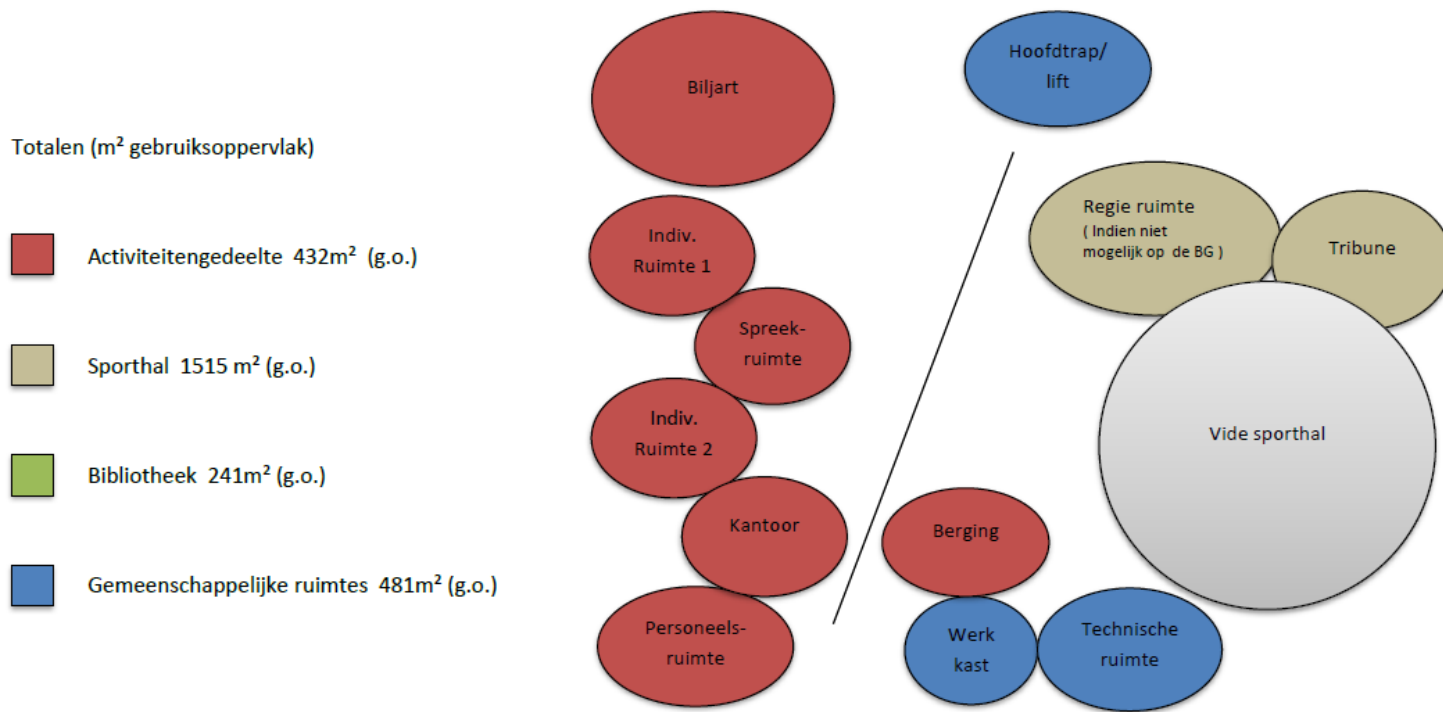 Totalen (m² gebruiksoppervlak)
Activiteitengedeelte 432m² (g.o.)
Sporthal 1515 m² (g.o.)
Bibliotheek 241m² (g.o.)
Gemeenschappelijke ruimtes 481m² (g.o.)
Biljart
Indiv.
Ruimte 1
Spreek-
ruimte
Indiv.
Ruimte 2
Kantoor
Personeels-
ruimte
Hoofdtrap/
lift
Regie ruimte
( Indien niet
mogelijk op de BG )
Tribune
Vide sporthal
Berging
Werk
kast
Technische
ruimte